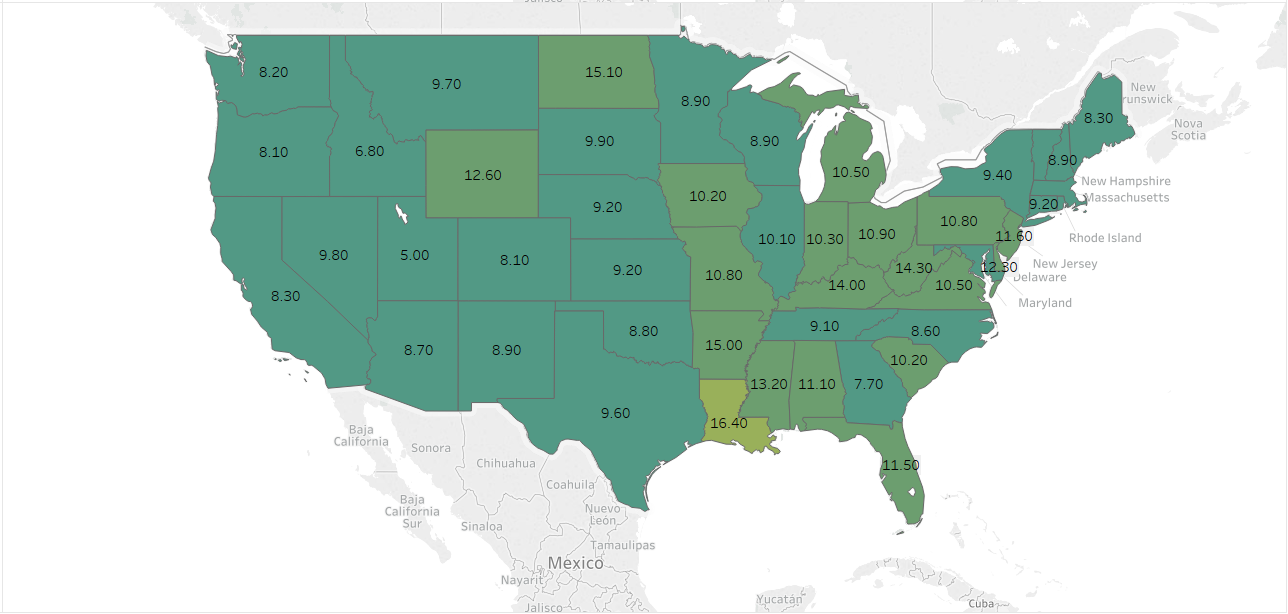 8.20
9.70
15.10
8.90
8.30
New
runswick
Nova
Scotia
8.10
6.80
12.60
9.90
8.90
10.50
9.40
8.90
New Hampshire
Massachusetts
9.20
10.20
9.20
Rhode Island
10.80
11.60
9.80
5.00
8.10
9.20
10.80
10.10
10.30
10.90
14.30
12.30
New Jersey
Delaware
14.00
10.50
Maryland
8.30
8.70
8.90
8.80
15.00
9.10
8.60
10.20
9.60
16.40
13.20
11.10
7.70
11.50
Baja
California
Sonora
Chihuahua
Coahuila
Baja
California
Sur
Sinaloa
Nuevo
León
Tamaulipas
Mexico
Nayarit
Jalisco
Yucatán
Cuba